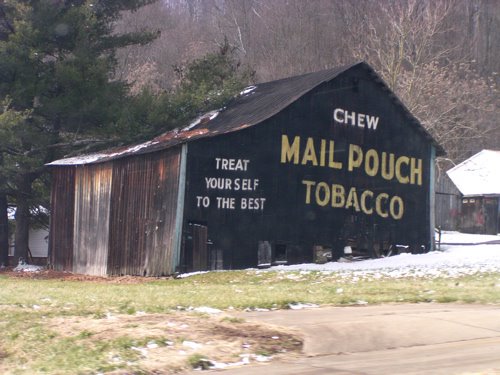 CHEW
MAIL POUCH
TOBACCO
TREAT
YOURSELF
TO THE BEST